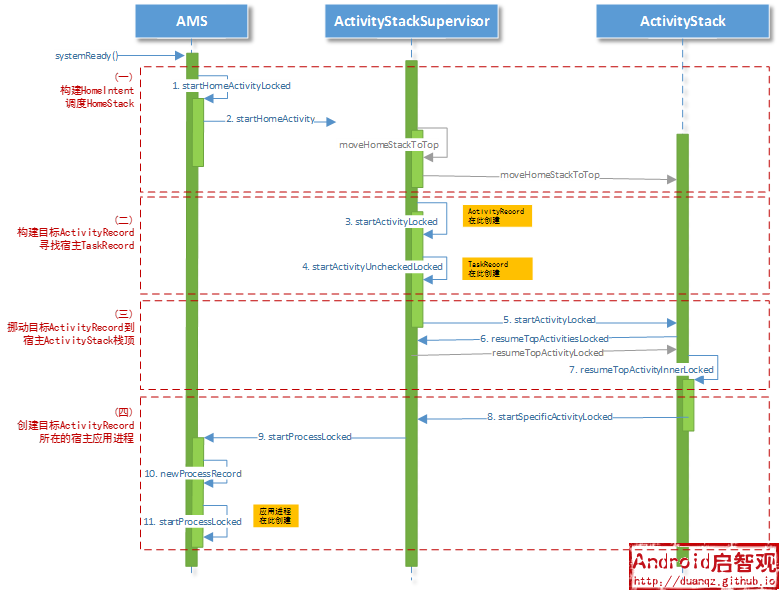 AMS
ActivityStackSupervisor
ActivityStack
systemReady()
(一)
构建HomeIntent
调度HomeStack
1. startHomeActivityLocked
2. startHomeActivity
moveHomeStackToTop
moveHomeStackToTop
(二)
构建目标ActivityRecord
寻找宿主TaskRecord
3. startActivityLocked
ActivityRecord
在此创建
4. startActivityUncheckedLocked
TaskRecord
在此创建
(三)
挪动目标ActivityRecord到
宿主ActivityStack栈顶
5. startActivityLocked
6. resumeTopActivitiesLocked
resumeTopActivityLocked
7. resumeTopActivityInnerLocked
(四)
创建目标ActivityRecord
所在的宿主应用进程
8. startSpecificActivityLocked
9. startProcessLocked
10. newProcessRecord
11. startProcessLocked
应用进程
在此创建
Android启智观
http://duanqz.github.io